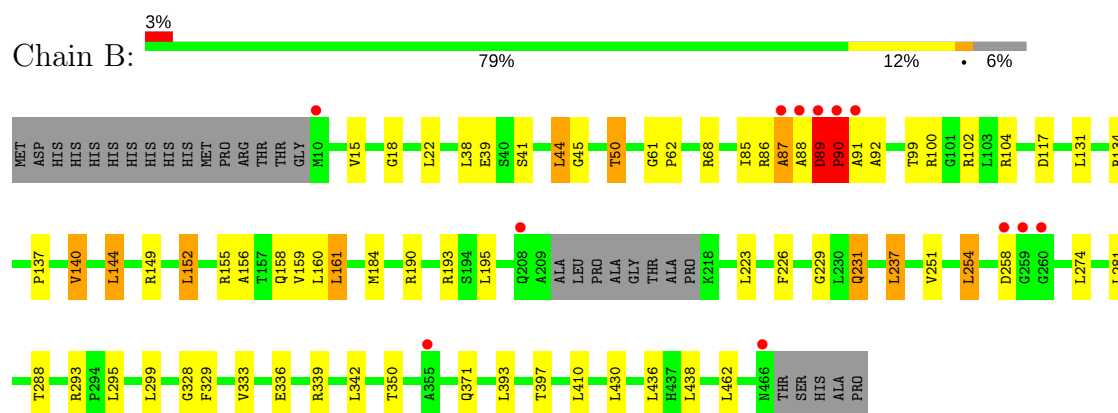 3%
Chain B:
79% 12% • 6%
MET ASP HIS HIS HIS HIS HIS HIS HIS HIS HIS MET PRO ARG THR THR GLY M10 V15 G18 L22 L38 E39 S40 S41 L44 G45 T50 G61 P62 R68 I85 R86 A87 A88 D89 P90 A91 A92 T99 R100 G101 R102 L103 R104 D117 L131 R134
P137 V140 L144 R149 L152 R155 A156 T157 Q158 V159 L160 L161 M184 R190 R193 S194 L195 Q208 A209 ALA LEU PRO ALA GLY THR ALA PRO K218 L223 F226 G229 L230 Q231 L237 V251 L254 D258 G259 G260 L274 L281
T288 R293 P294 L295 L299 G328 F329 V333 E336 R339 L342 T350 A355 Q371 L393 T397 L410 L430 L436 H437 L438 L462 N466 THR SER HIS ALA PRO